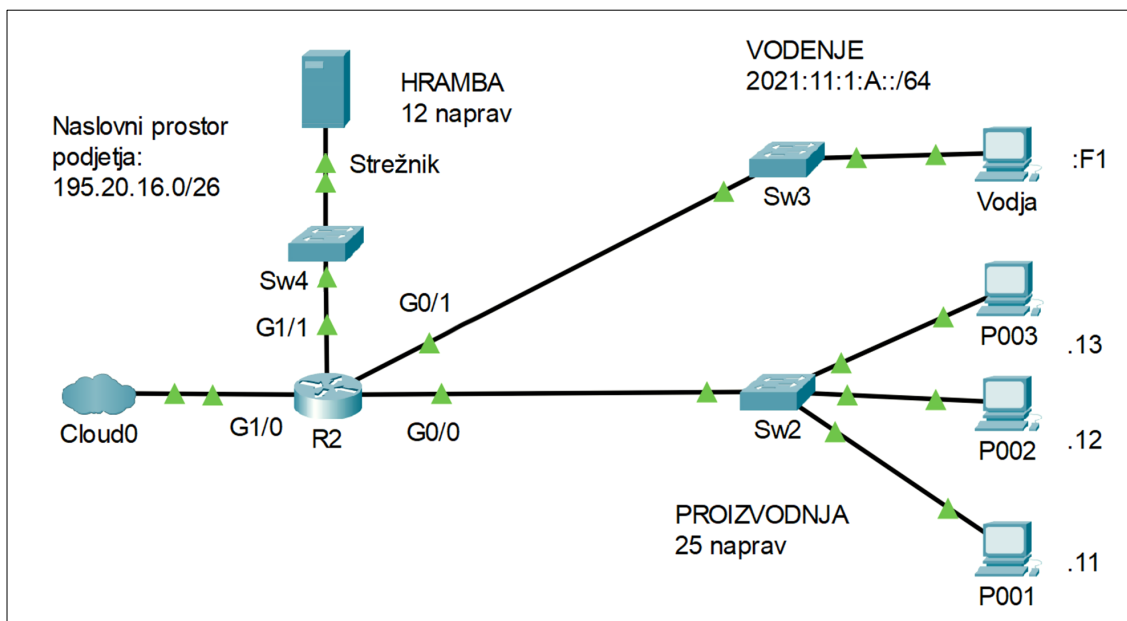 VODENJE
2021:11:1:A::/64
HRAMBA
12 naprav
Naslovni prostor
podjetja:
195.20.16.0/26
Strežnik
:F1
Sw3
Vodja
Sw4
G0/1
G1/1
P003
.13
Cloud0
G1/0
R2
G0/0
Sw2
P002
.12
PROIZVODNJA
25 naprav
.11
P001